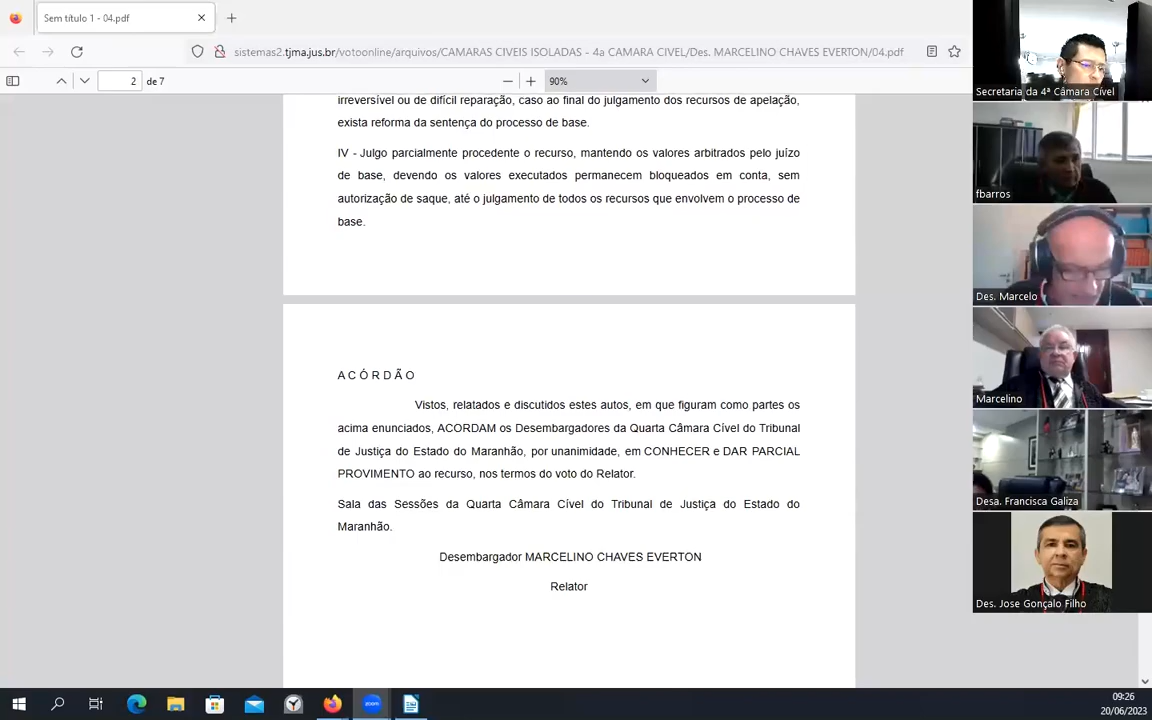 Sem título 1 - 04.pdf
sistemas2.tjma.jus.br/votoonline/arquivos/CAMARAS CIVEIS ISOLADAS - 4a CAMARA CIVEL/Des. MARCELINO CHAVES EVERTON/04.pdf
2 de 7
90%
irreversível ou de difícil reparação, caso ao final do julgamento dos recursos de apelação,
exista reforma da sentença do processo de base.
IV - Julgo parcialmente procedente o recurso, mantendo os valores arbitrados pelo juízo
de base, devendo os valores executados permanecem bloqueados em conta, sem
autorização de saque, até o julgamento de todos os recursos que envolvem o processo de
base.
A C Ó R D Ã O
Vistos, relatados e discutidos estes autos, em que figuram como partes os
acima enunciados, ACORDAM os Desembargadores da Quarta Câmara Cível do Tribunal
de Justiça do Estado do Maranhão, por unanimidade, em CONHECER e DAR PARCIAL
PROVIMENTO ao recurso, nos termos do voto do Relator.
Sala das Sessões da Quarta Câmara Cível do Tribunal de Justiça do Estado do
Maranhão.
Desembargador MARCELINO CHAVES EVERTON
Relator
Secretaria da 4ª Câmara Cível
fbarros
Des. Marcelo
Marcelino
Desa. Francisca Galiza
Des. Jose Gonçalo Filho
zoom
09:26
20/06/2023